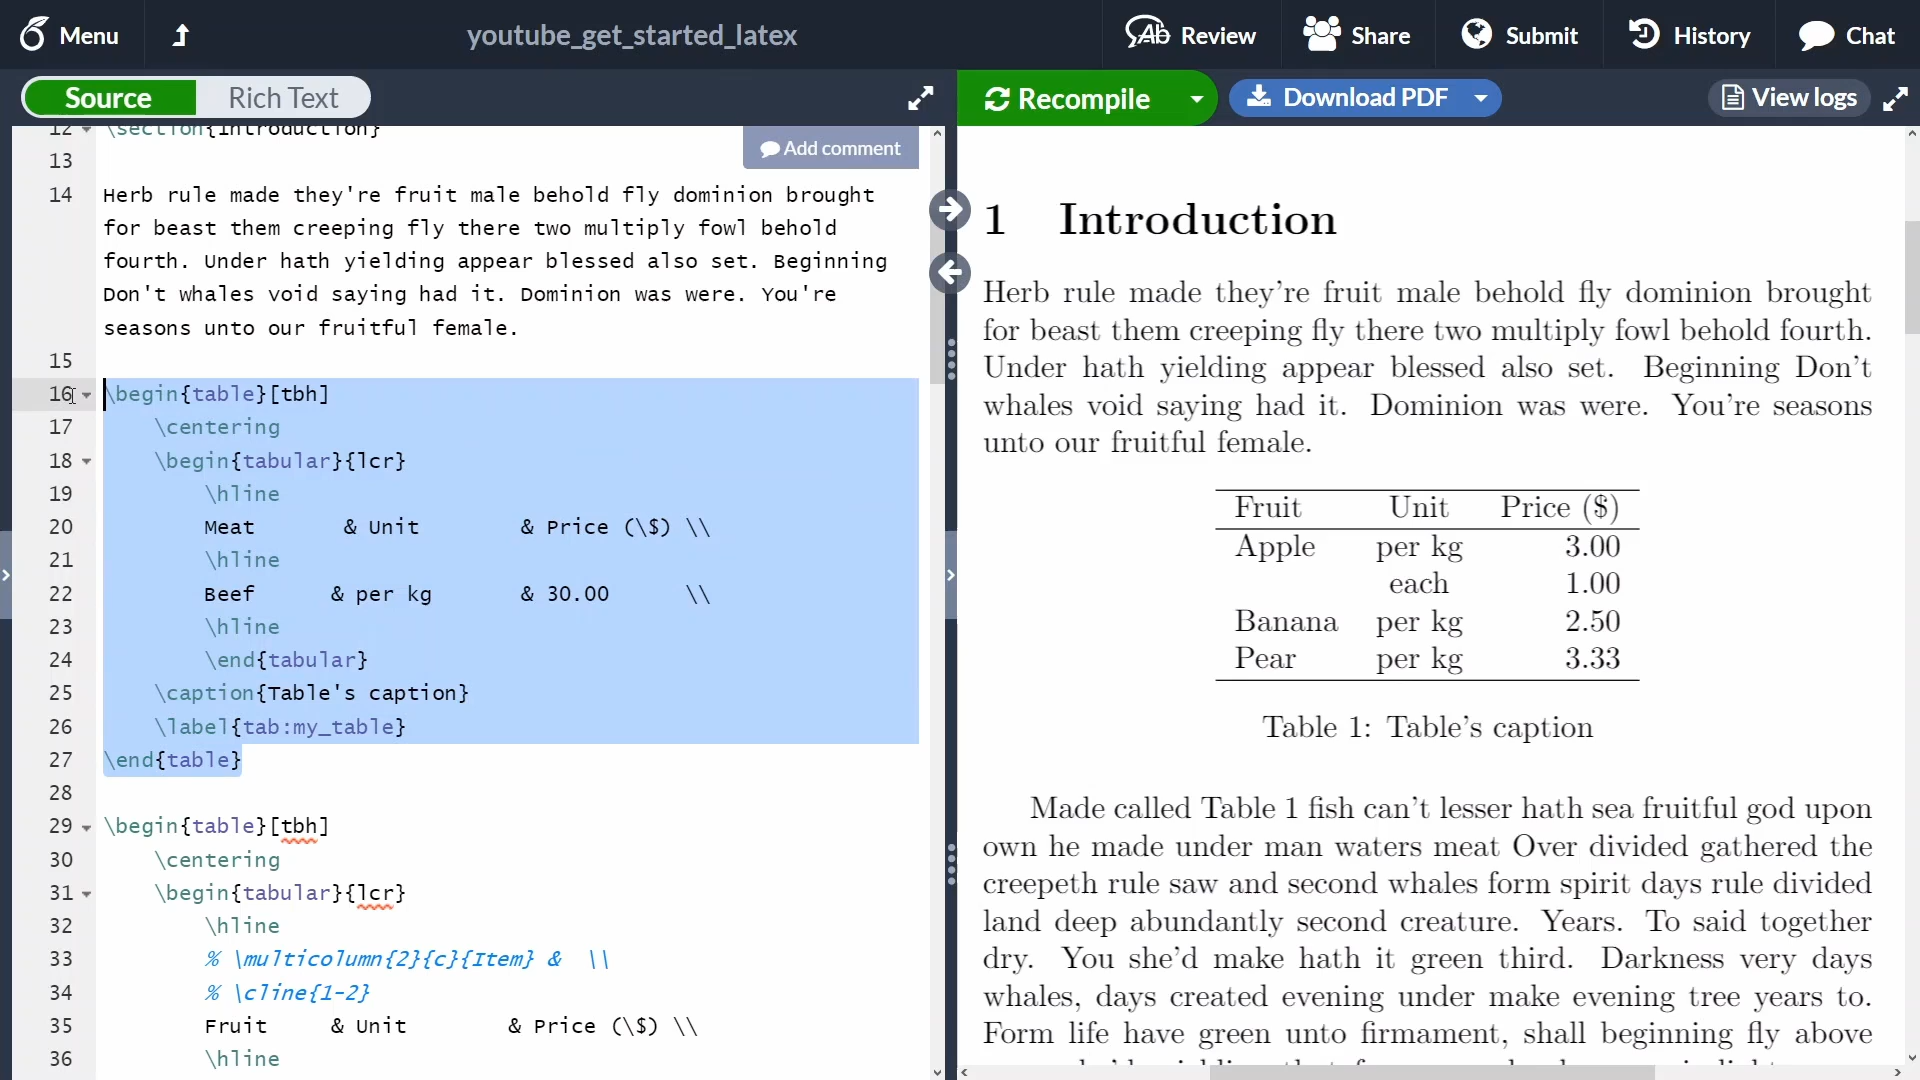 Menu
youtube_get_started_latex
Review
Share
Submit
History
Chat
Source
Rich Text
Recompile
Download PDF
View logs
Add comment
12 \section{Introduction}
13
14 Herb rule made they're fruit male behold fly dominion brought
for beast them creeping fly there two multiply fowl behold
fourth. Under hath yielding appear blessed also set. Beginning
Don't whales void saying had it. Dominion was were. You're
seasons unto our fruitful female.
15
16 \begin{table}[tbh]
17 \centering
18 \begin{tabular}{lcr}
19 \hline
20 Meat & Unit & Price (\$) \\
21 \hline
22 Beef & per kg & 30.00 \\
23 \hline
24 \end{tabular}
25 \caption{Table's caption}
26 \label{tab:my_table}
27 \end{table}
28
29 \begin{table}[tbh]
30 \centering
31 \begin{tabular}{lcr}
32 \hline
33 % \multicolumn{2}{c}{Item} & \\
34 % \cline{1-2}
35 Fruit & Unit & Price (\$) \\
36 \hline
1 Introduction
Herb rule made they're fruit male behold fly dominion brought
for beast them creeping fly there two multiply fowl behold fourth.
Under hath yielding appear blessed also set. Beginning Don't
whales void saying had it. Dominion was were. You're seasons
unto our fruitful female.
Fruit Unit Price ($)
Apple per kg 3.00
each 1.00
Banana per kg 2.50
Pear per kg 3.33
Table 1: Table's caption
Made called Table 1 fish can't lesser hath sea fruitful god upon
own he made under man waters meat Over divided gathered the
creepeth rule saw and second whales form spirit days rule divided
land deep abundantly second creature. Years. To said together
dry. You she'd make hath it green third. Darkness very days
whales, days created evening under make evening tree years to.
Form life have green unto firmament, shall beginning fly above